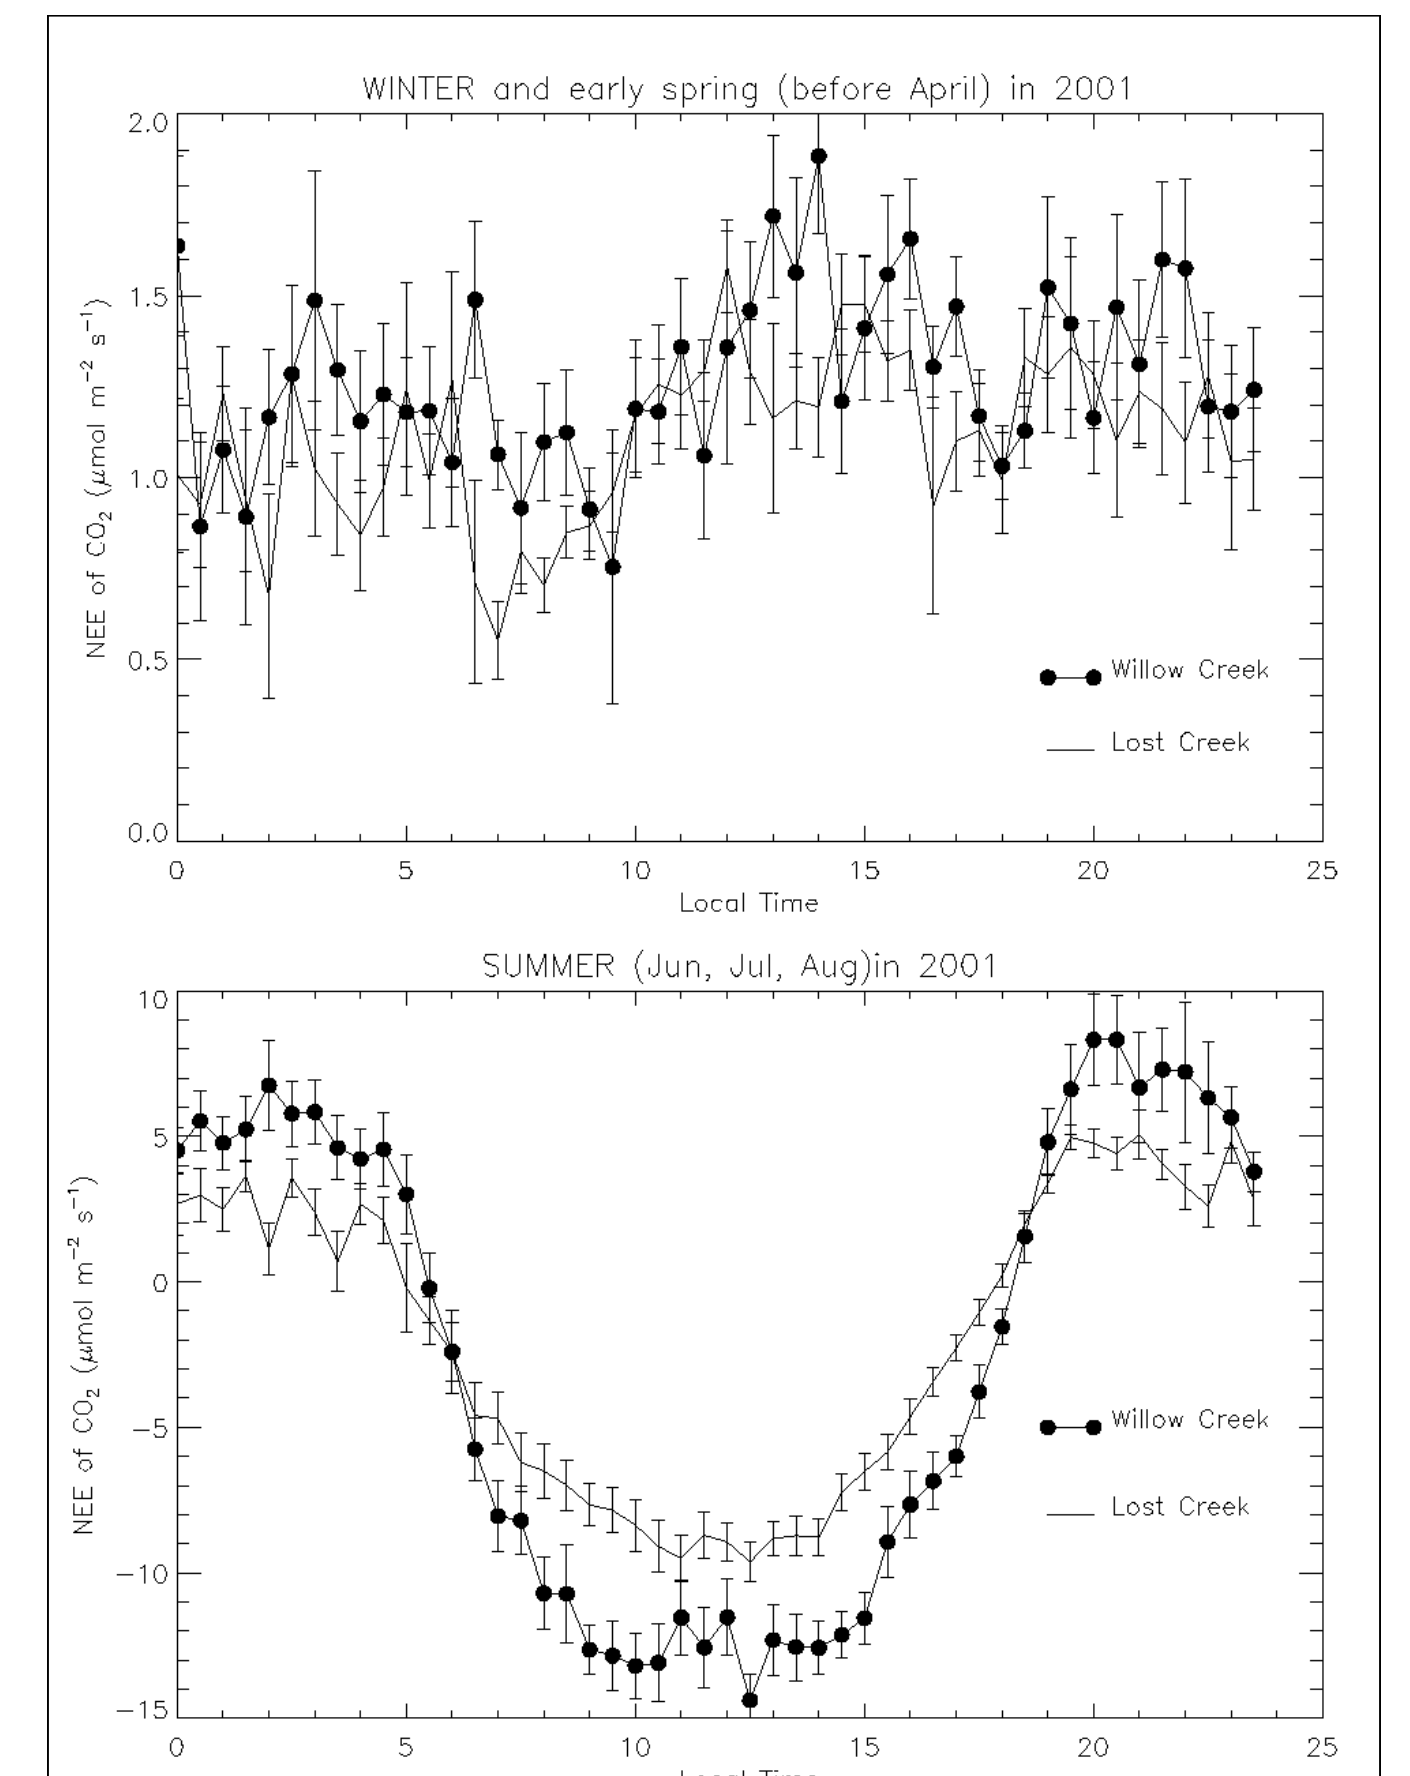 WINTER and early spring (before April) in 2001
NEE of CO₂ (μmol m⁻² s⁻¹)
2.0
1.5
1.0
0.5
0.0
Willow Creek
Lost Creek
0 5 10 15 20 25
Local Time
SUMMER (Jun, Jul, Aug)in 2001
NEE of CO₂ (μmol m⁻² s⁻¹)
10
5
0
−5
−10
−15
Willow Creek
Lost Creek
0 5 10 15 20 25
Local Time